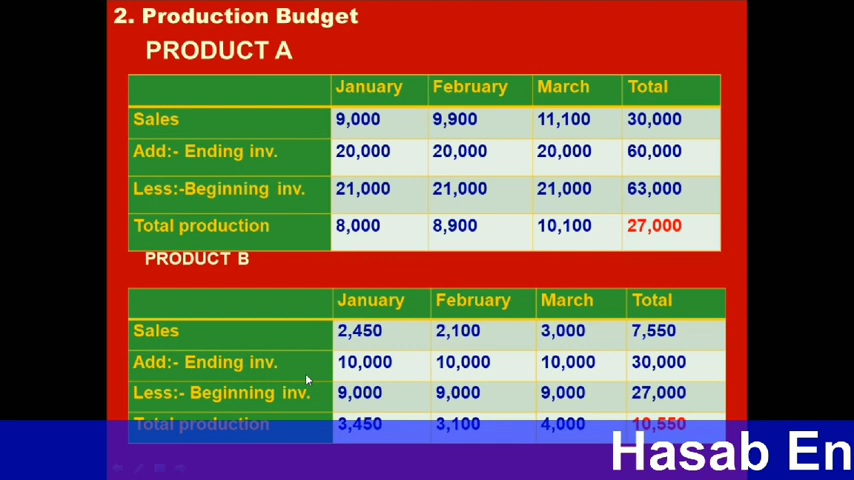 2. Production Budget
PRODUCT A
January February March Total
Sales 9,000 9,900 11,100 30,000
Add:- Ending inv. 20,000 20,000 20,000 60,000
Less:-Beginning inv. 21,000 21,000 21,000 63,000
Total production 8,000 8,900 10,100 27,000
PRODUCT B
January February March Total
Sales 2,450 2,100 3,000 7,550
Add:- Ending inv. 10,000 10,000 10,000 30,000
Less:- Beginning inv. 9,000 9,000 9,000 27,000
Total production 3,450 3,100 4,000 10,550
Hasab En